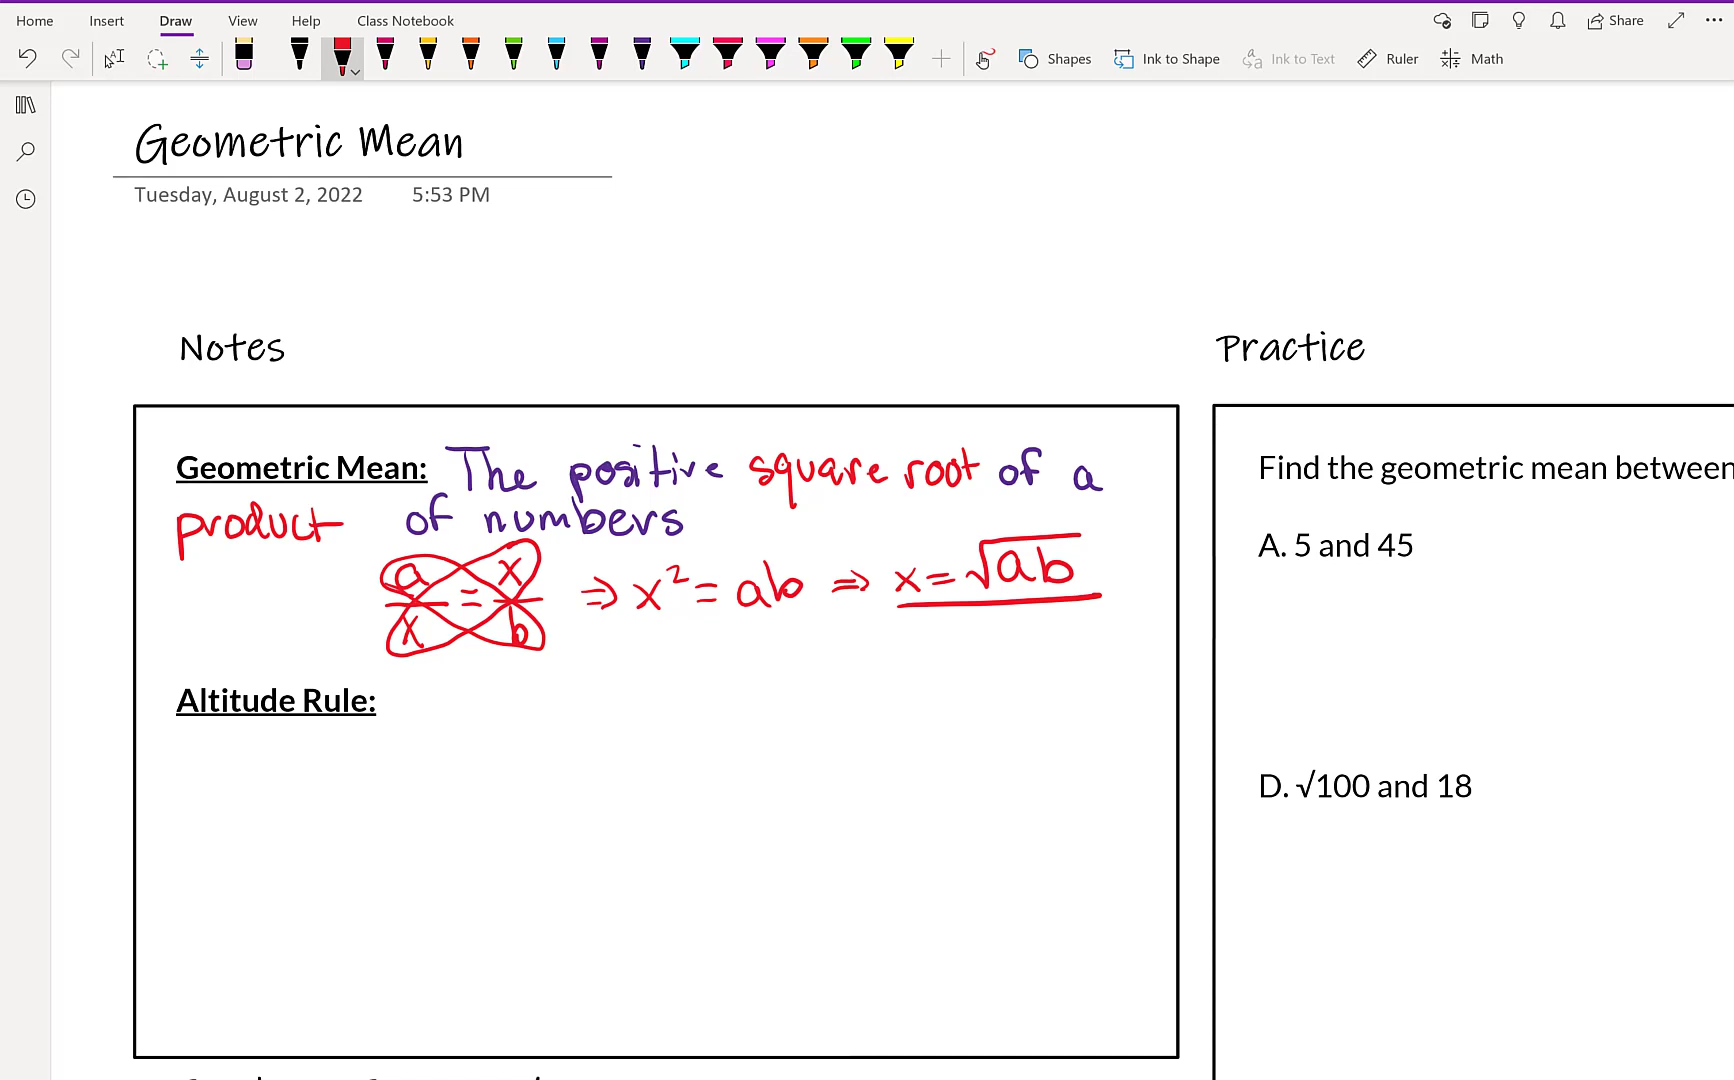 Home Insert Draw View Help Class Notebook Share
Shapes Ink to Shape Ink to Text Ruler Math
Geometric Mean
Tuesday, August 2, 2022 5:53 PM
Notes
Practice
Geometric Mean: The positive square root of a
product of numbers
a/x = x/b ⇒ x² = ab ⇒ x = √ab
Altitude Rule:
Find the geometric mean between
A. 5 and 45
D. √100 and 18